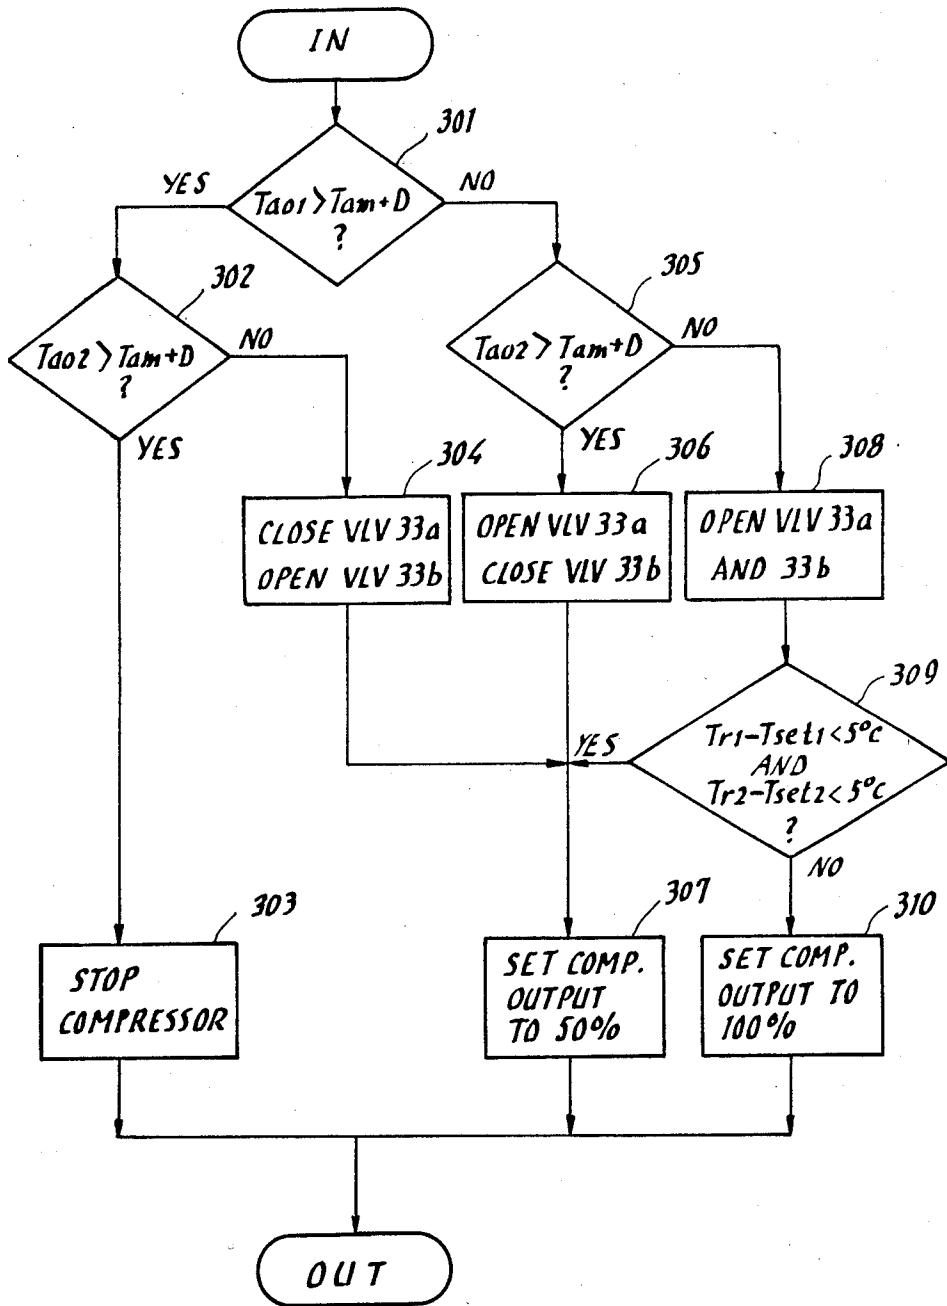 IN
301
YES
Tao1>Tam+D
?
NO
302
Tao2>Tam+D
?
NO
YES
305
Tao2>Tam+D
?
NO
YES
304
CLOSE VLV 33a
OPEN VLV 33b
306
OPEN VLV 33a
CLOSE VLV 33b
308
OPEN VLV 33a
AND 33b
309
Tr1-Tset1<5°C
AND
Tr2-Tset2<5°C
?
YES
NO
303
STOP
COMPRESSOR
307
SET COMP.
OUTPUT
TO 50%
310
SET COMP.
OUTPUT TO
100%
OUT